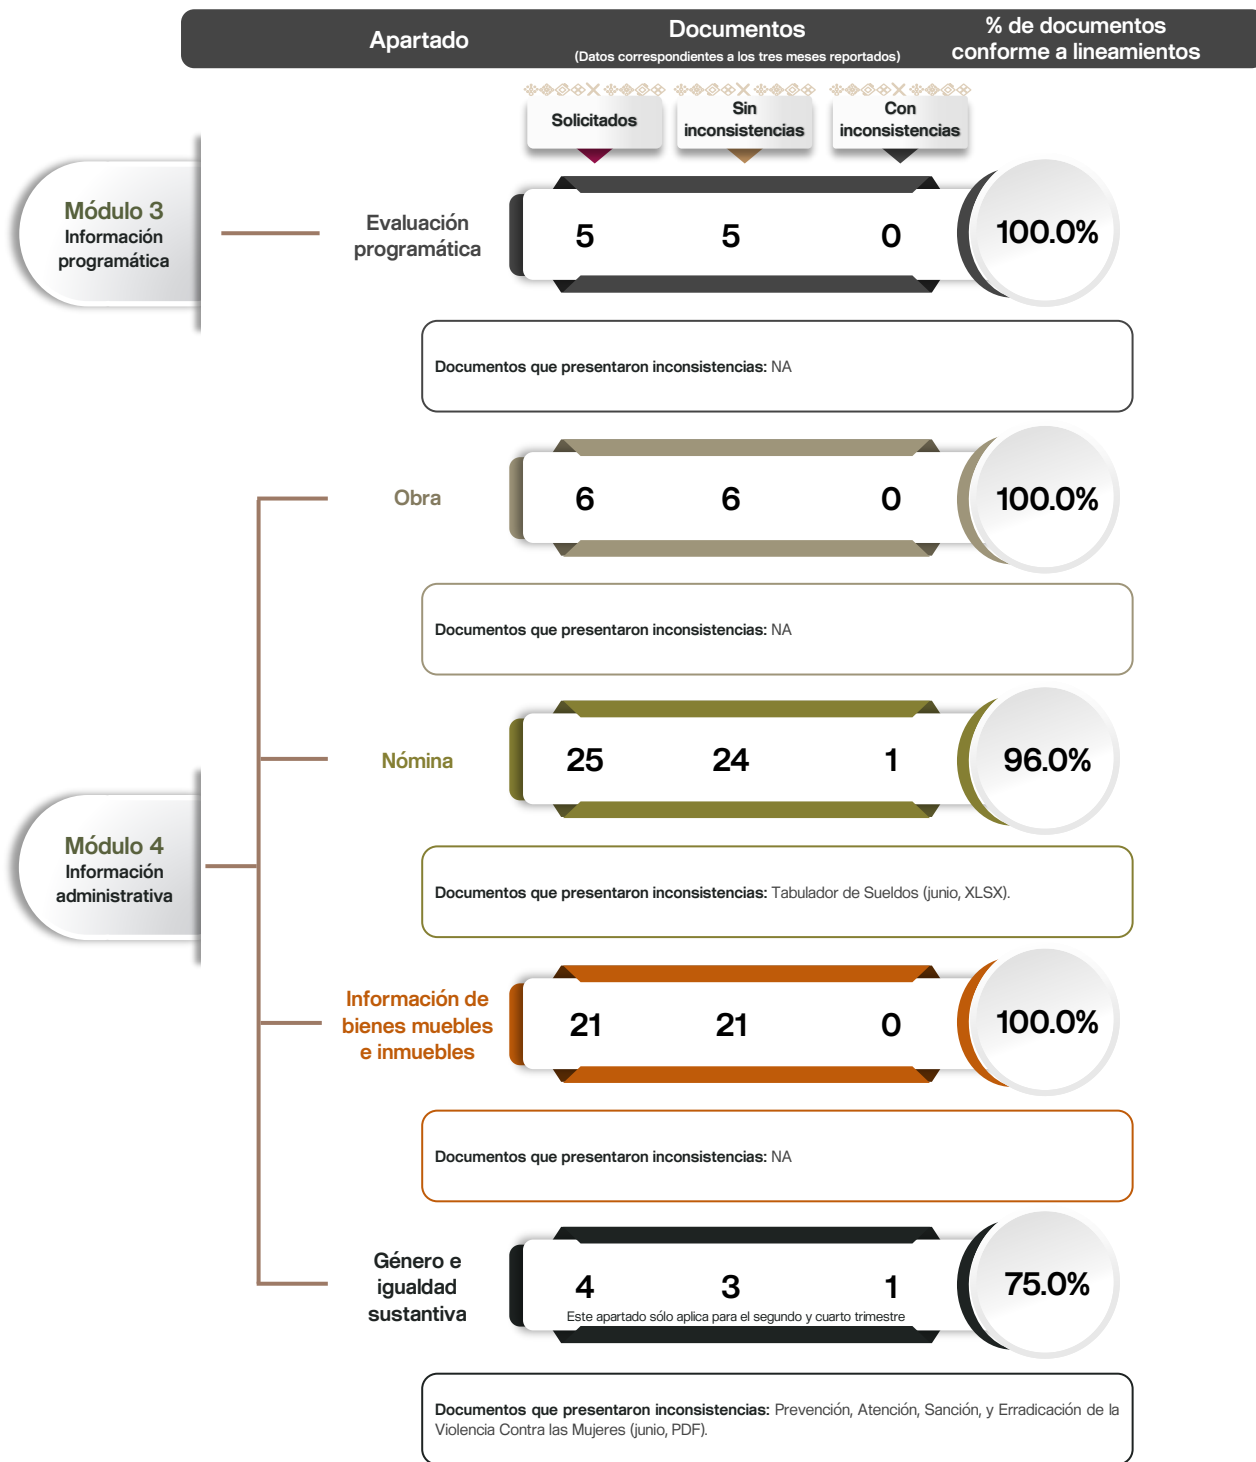 Apartado
Documentos
(Datos correspondientes a los tres meses reportados)
% de documentos
conforme a lineamientos
Solicitados
Sin
inconsistencias
Con
inconsistencias
Módulo 3
Información
programática
Evaluación
programática
5 5 0 100.0%
Documentos que presentaron inconsistencias: NA
Obra
6 6 0 100.0%
Documentos que presentaron inconsistencias: NA
Nómina
25 24 1 96.0%
Documentos que presentaron inconsistencias: Tabulador de Sueldos (junio, XLSX).
Módulo 4
Información
administrativa
Información de
bienes muebles
e inmuebles
21 21 0 100.0%
Documentos que presentaron inconsistencias: NA
Género e
igualdad
sustantiva
4 3 1 75.0%
Este apartado sólo aplica para el segundo y cuarto trimestre
Documentos que presentaron inconsistencias: Prevención, Atención, Sanción, y Erradicación de la
Violencia Contra las Mujeres (junio, PDF).